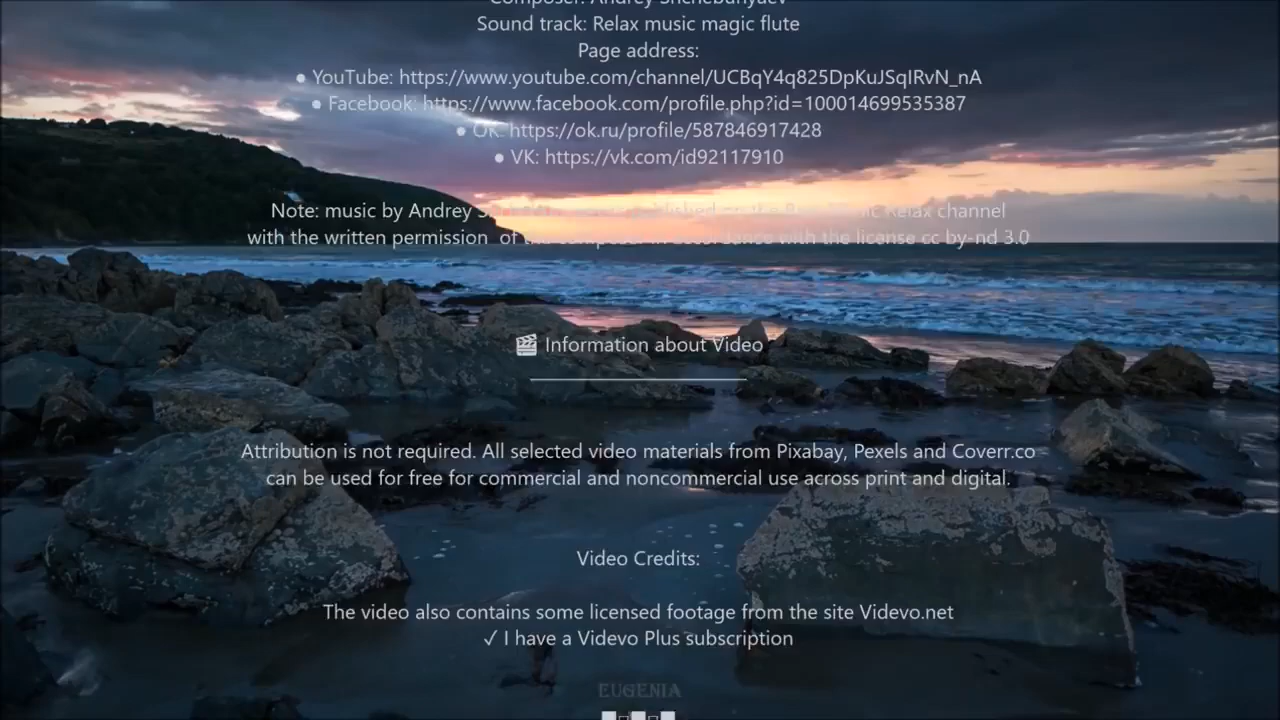 Sound track: Relax music magic flute
Page address:
● YouTube: https://www.youtube.com/channel/UCBqY4q825DpKuJSqIRvN_nA
● Facebook: https://www.facebook.com/profile.php?id=100014699535387
● OK: https://ok.ru/profile/587846917428
● VK: https://vk.com/id92117910
Note: music by Andrey Relax channel
with the written permission of in accordance with the license cc by-nd 3.0
🎬 Information about Video
Attribution is not required. All selected video materials from Pixabay, Pexels and Coverr.co
can be used for free for commercial and noncommercial use across print and digital.
Video Credits:
The video also contains some licensed footage from the site Videvo.net
✓ I have a Videvo Plus subscription
EUGENIA